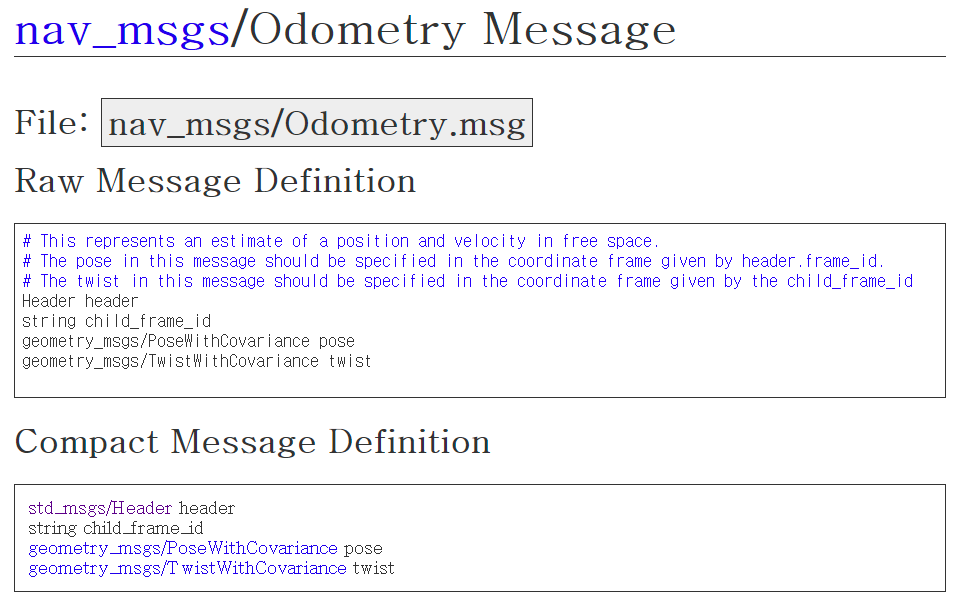 nav_msgs/Odometry Message
File: nav_msgs/Odometry.msg
Raw Message Definition
# This represents an estimate of a position and velocity in free space.
# The pose in this message should be specified in the coordinate frame given by header.frame_id.
# The twist in this message should be specified in the coordinate frame given by the child_frame_id
Header header
string child_frame_id
geometry_msgs/PoseWithCovariance pose
geometry_msgs/TwistWithCovariance twist
Compact Message Definition
std_msgs/Header header
string child_frame_id
geometry_msgs/PoseWithCovariance pose
geometry_msgs/TwistWithCovariance twist